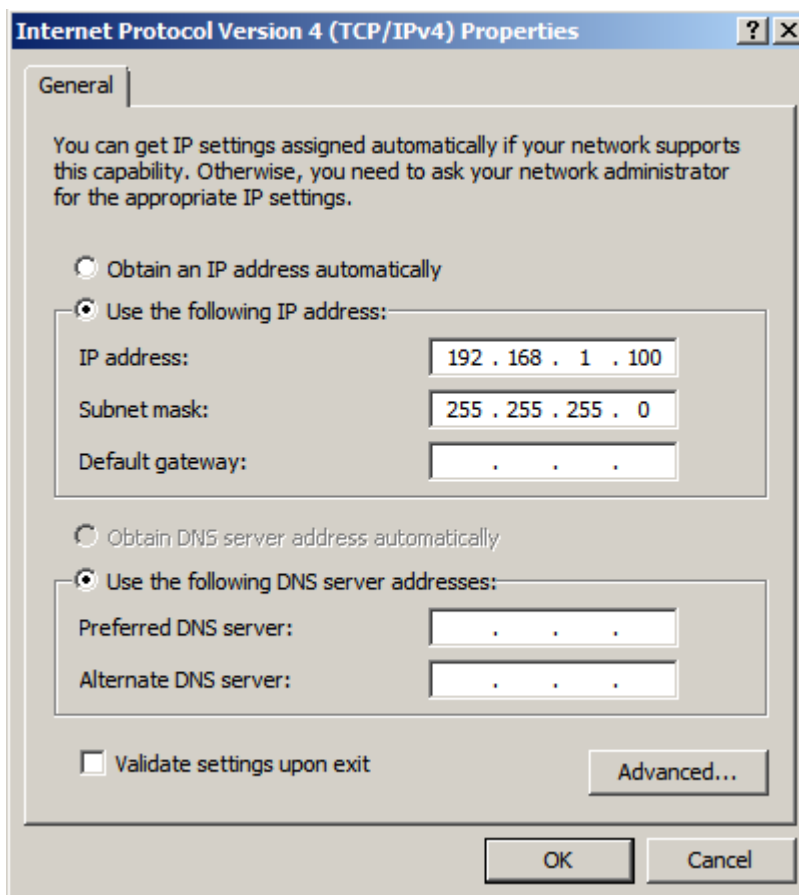 Internet Protocol Version 4 (TCP/IPv4) Properties
General
You can get IP settings assigned automatically if your network supports
this capability. Otherwise, you need to ask your network administrator
for the appropriate IP settings.
Obtain an IP address automatically
Use the following IP address:
IP address: 192 . 168 . 1 . 100
Subnet mask: 255 . 255 . 255 . 0
Default gateway: . . .
Obtain DNS server address automatically
Use the following DNS server addresses:
Preferred DNS server: . . .
Alternate DNS server: . . .
Validate settings upon exit
Advanced...
OK Cancel